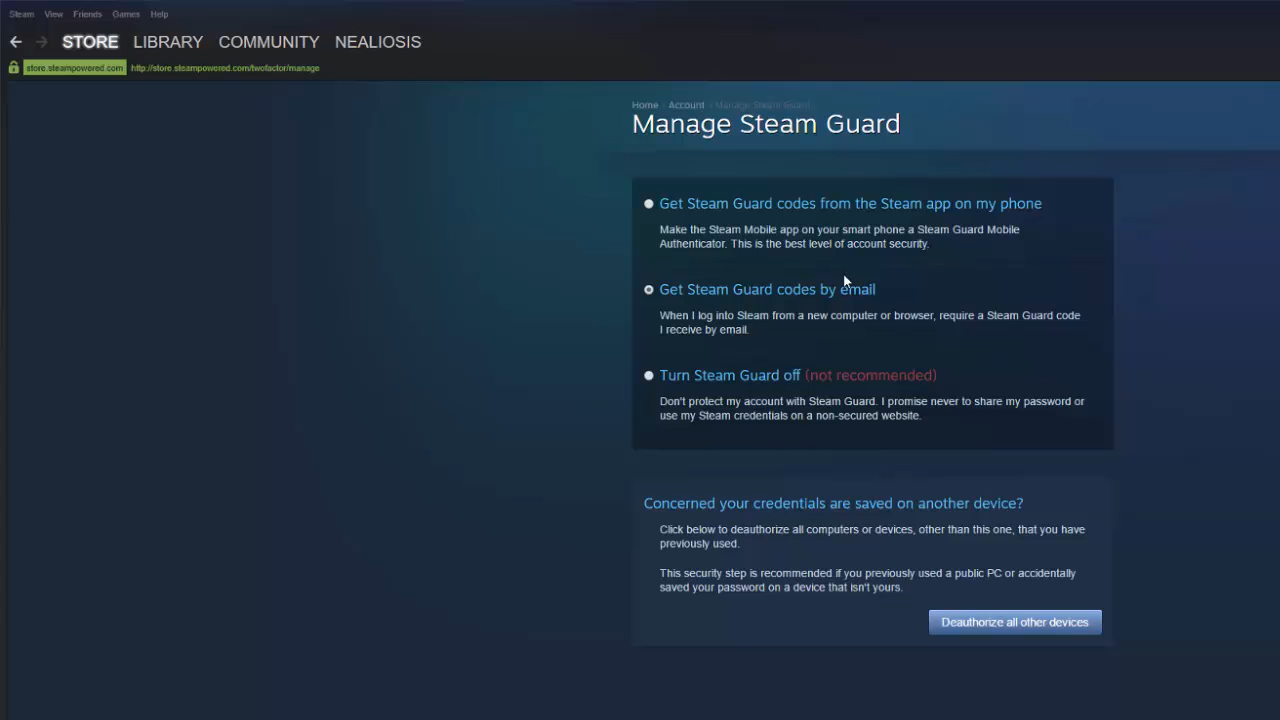 Steam View Friends Games Help
STORE LIBRARY COMMUNITY NEALIOSIS
store.steampowered.com http://store.steampowered.com/twofactor/manage
Home Account Manage Steam Guard
Manage Steam Guard
Get Steam Guard codes from the Steam app on my phone
Make the Steam Mobile app on your smart phone a Steam Guard Mobile
Authenticator. This is the best level of account security.
Get Steam Guard codes by email
When I log into Steam from a new computer or browser, require a Steam Guard code
I receive by email.
Turn Steam Guard off (not recommended)
Don't protect my account with Steam Guard. I promise never to share my password or
use my Steam credentials on a non-secured website.
Concerned your credentials are saved on another device?
Click below to deauthorize all computers or devices, other than this one, that you have
previously used.
This security step is recommended if you previously used a public PC or accidentally
saved your password on a device that isn't yours.
Deauthorize all other devices